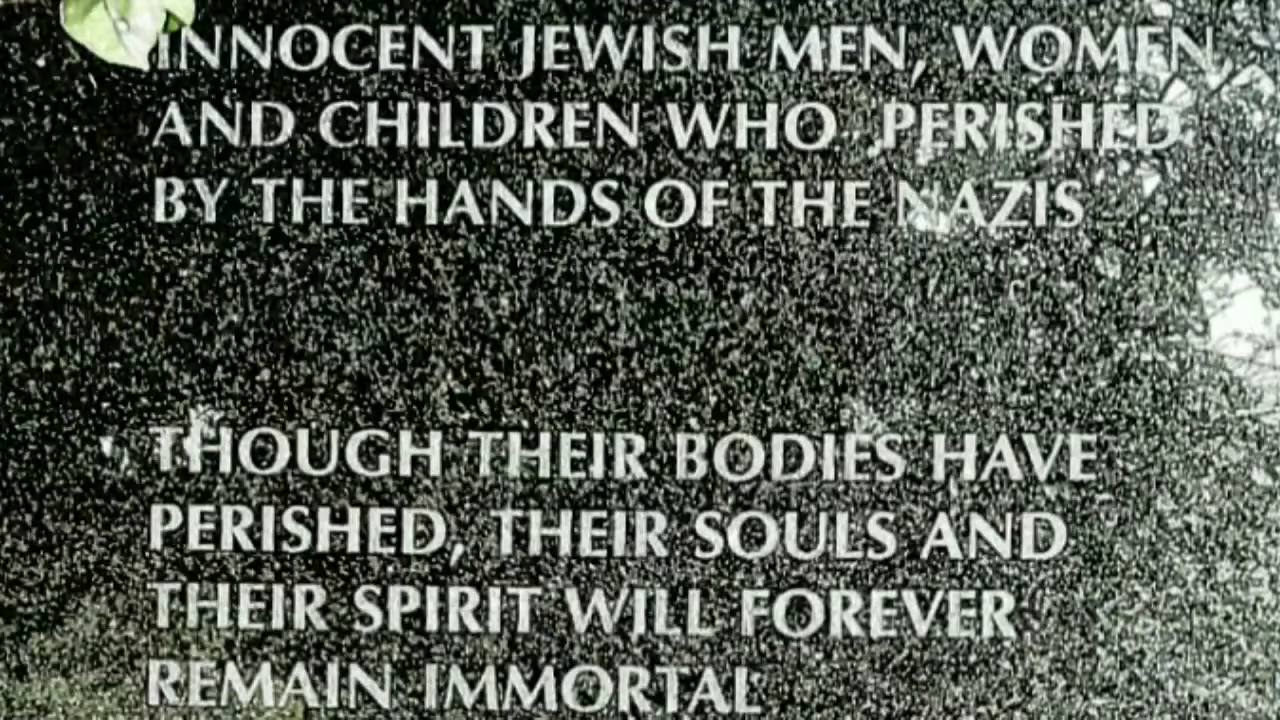 INNOCENT JEWISH MEN, WOMEN
AND CHILDREN WHO PERISHED
BY THE HANDS OF THE NAZIS
THOUGH THEIR BODIES HAVE
PERISHED, THEIR SOULS AND
THEIR SPIRIT WILL FOREVER
REMAIN IMMORTAL